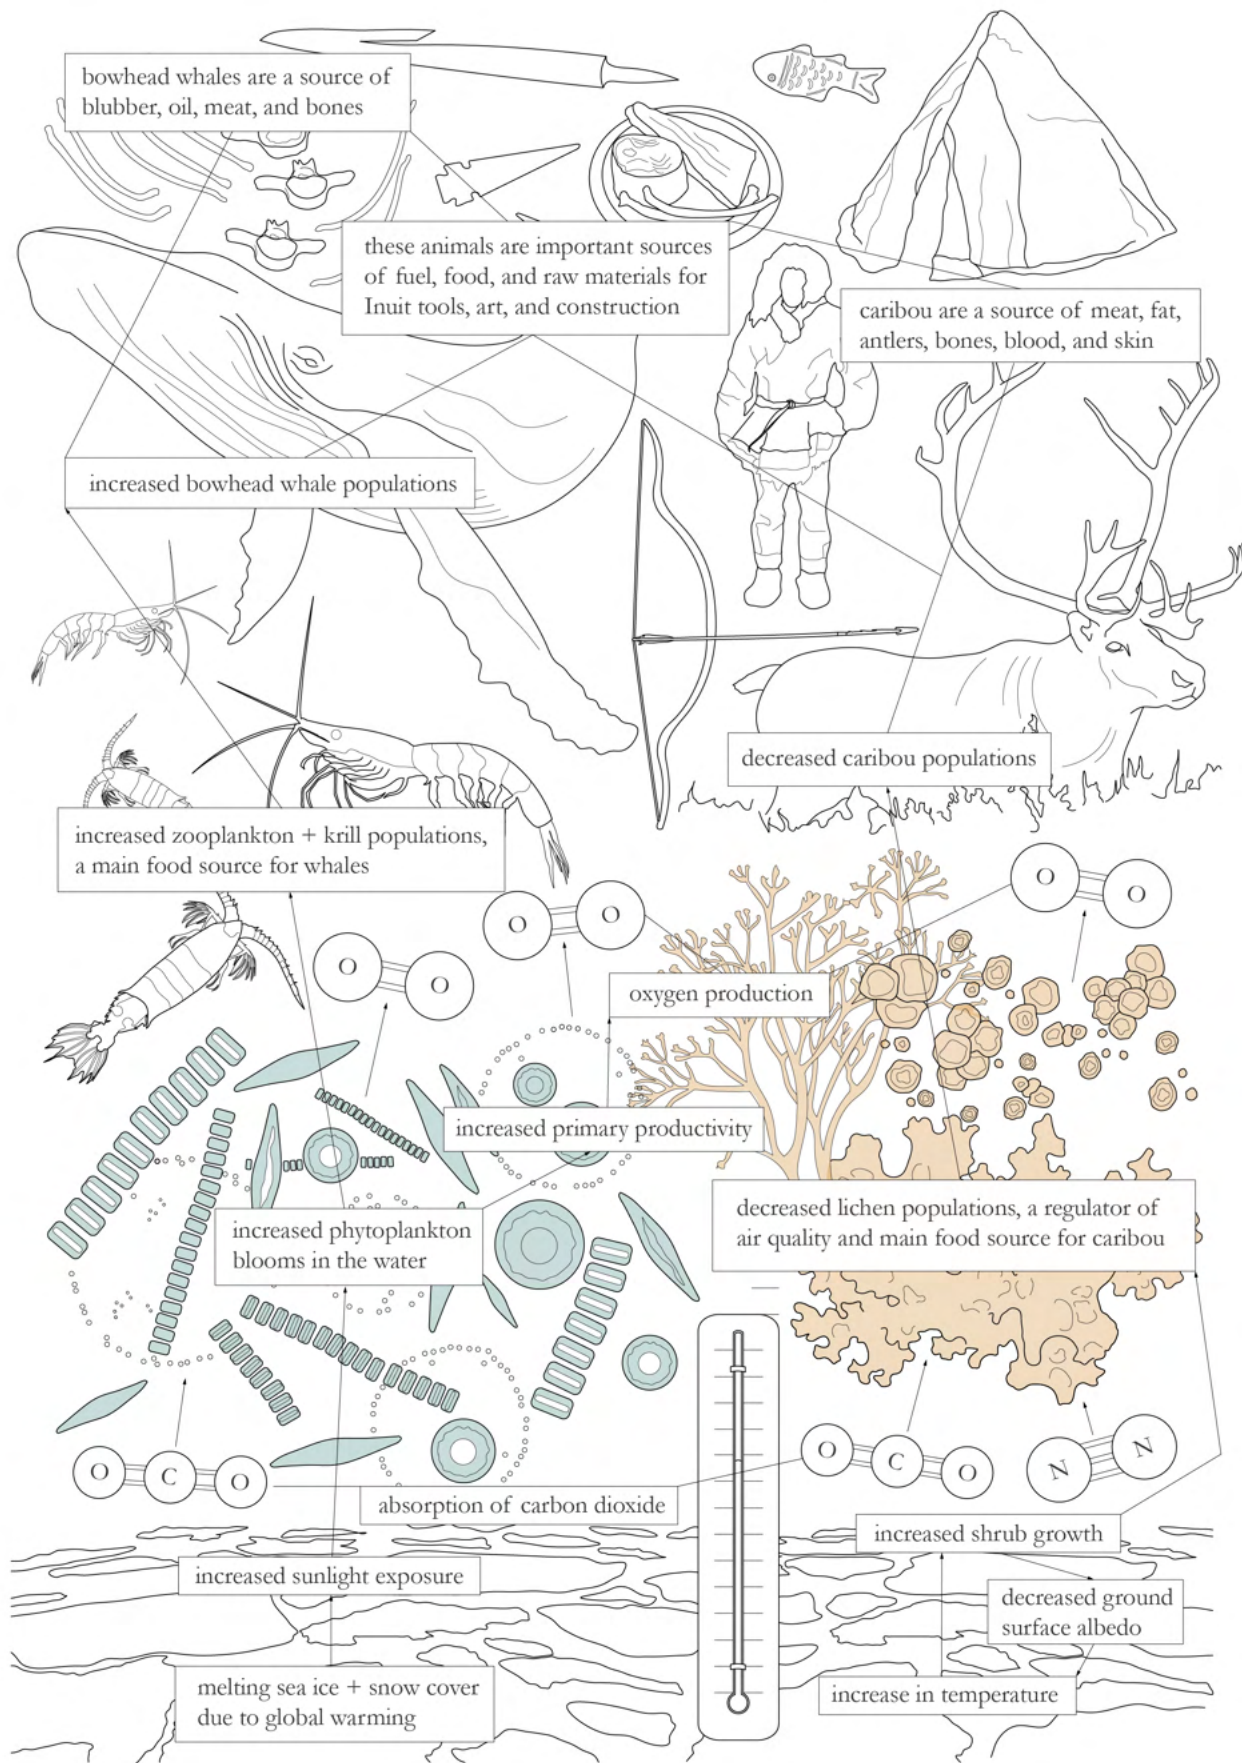 bowhead whales are a source of
blubber, oil, meat, and bones
these animals are important sources
of fuel, food, and raw materials for
Inuit tools, art, and construction
caribou are a source of meat, fat,
antlers, bones, blood, and skin
increased bowhead whale populations
decreased caribou populations
increased zooplankton + krill populations,
a main food source for whales
O O
O O
O O
oxygen production
increased primary productivity
increased phytoplankton
blooms in the water
decreased lichen populations, a regulator of
air quality and main food source for caribou
O C O
O C O
N N
absorption of carbon dioxide
increased shrub growth
increased sunlight exposure
decreased ground
surface albedo
melting sea ice + snow cover
due to global warming
increase in temperature